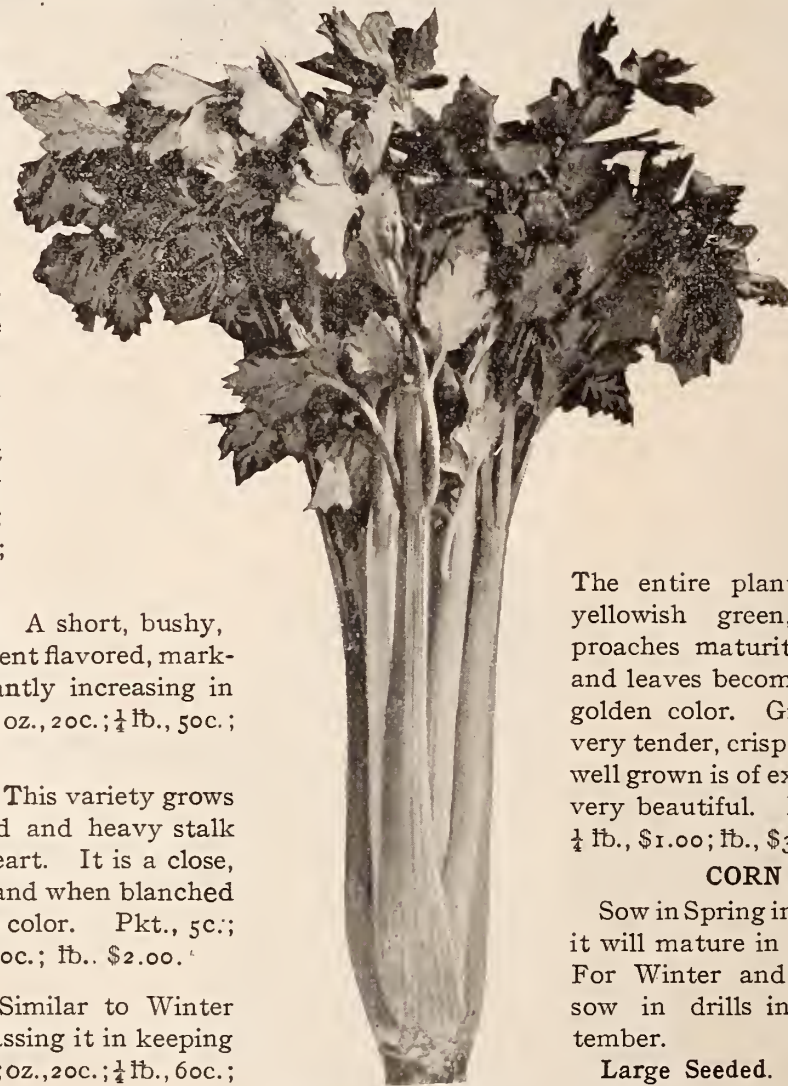 A short, bushy,
ent flavored, mark-
antly increasing in
oz., 20c.; ¼ lb., 50c.;
This variety grows
d and heavy stalk
eart. It is a close,
and when blanched
color. Pkt., 5c.;
oc.; lb.. $2.00.
Similar to Winter
assing it in keeping
; oz., 20c.; ¼ lb., 60c.;
The entire plan
yellowish green,
proaches maturit
and leaves becom
golden color. G
very tender, crisp
well grown is of ex
very beautiful.
¼ lb., $1.00; lb., $3
CORN
Sow in Spring in
it will mature in
For Winter and
sow in drills in
tember.
Large Seeded.